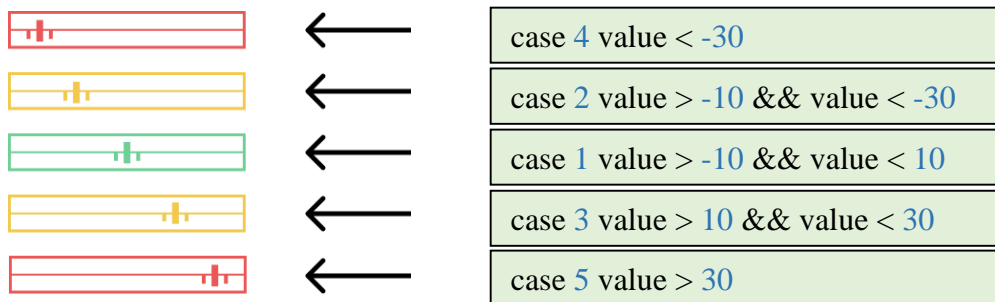 case 4 value < -30
case 2 value > -10 && value < -30
case 1 value > -10 && value < 10
case 3 value > 10 && value < 30
case 5 value > 30